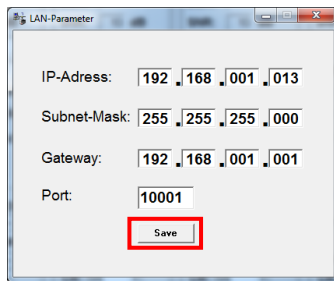 LAN-Parameter
IP-Adress: 192.168.001.013
Subnet-Mask: 255.255.255.000
Gateway: 192.168.001.001
Port: 10001
Save